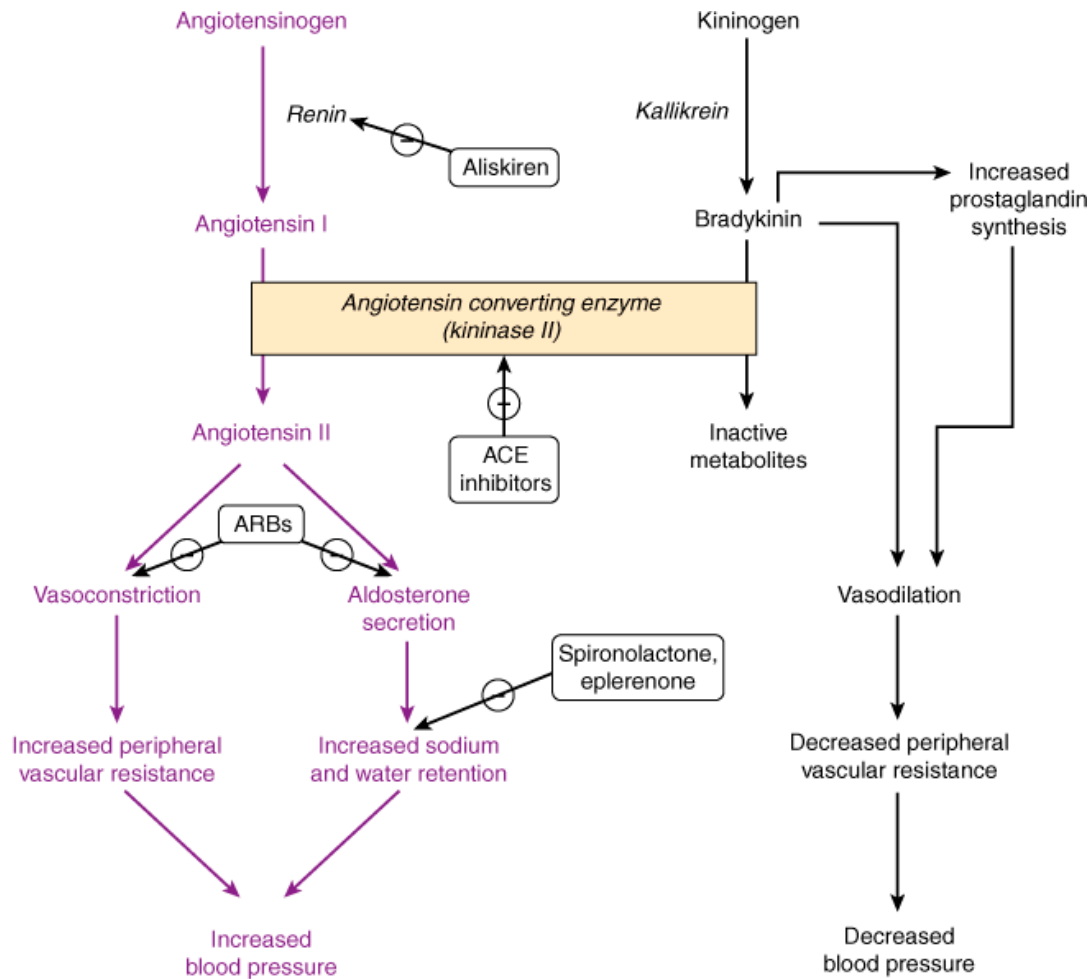 Angiotensinogen
Kininogen
Renin
Kallikrein
Aliskiren
Increased
prostaglandin
synthesis
Angiotensin I
Bradykinin
Angiotensin converting enzyme
(kininase II)
Angiotensin II
ACE
inhibitors
Inactive
metabolites
ARBs
Vasoconstriction
Aldosterone
secretion
Vasodilation
Spironolactone,
eplerenone
Increased peripheral
vascular resistance
Increased sodium
and water retention
Decreased peripheral
vascular resistance
Increased
blood pressure
Decreased
blood pressure